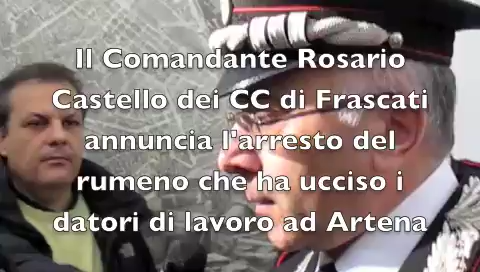 Il Comandante Rosario
Castello dei CC di Frascati
annuncia l'arresto del
rumeno che ha ucciso i
datori di lavoro ad Artena